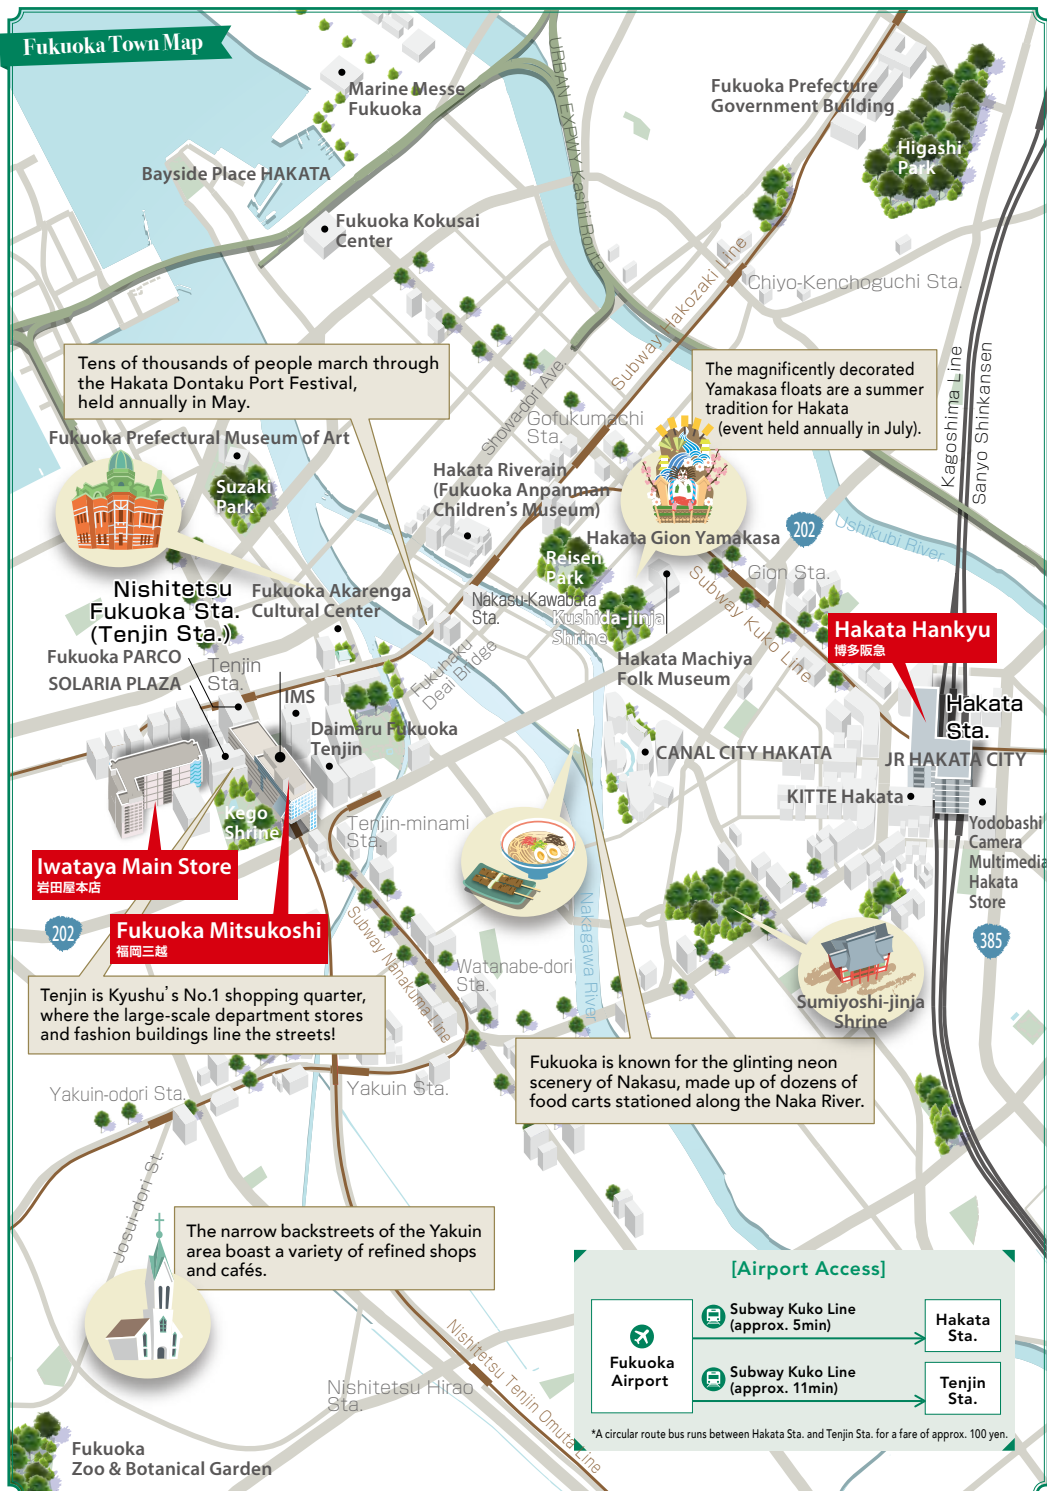 Fukuoka Town Map
Marine Messe
Fukuoka
Fukuoka Prefecture
Government Building
Higashi
Park
Bayside Place HAKATA
URBAN EXPWY Kashii Route
Fukuoka Kokusai
Center
Subway Hakozaki Line
Chiyo-Kenchoguchi Sta.
Kagoshima Line
Sanyo Shinkansen
Tens of thousands of people march through
the Hakata Dontaku Port Festival,
held annually in May.
The magnificently decorated
Yamakasa floats are a summer
tradition for Hakata
(event held annually in July).
Showa-dori Ave.
Gofukumachi
Sta.
Fukuoka Prefectural Museum of Art
Suzaki
Park
Hakata Riverain
(Fukuoka Anpanman
Children's Museum)
Hakata Gion Yamakasa
202
Ushikubi River
Reisen
Park
Gion Sta.
Subway Kuko Line
Nishitetsu
Fukuoka Sta.
(Tenjin Sta.)
Fukuoka Akarenga
Cultural Center
Nakasu-Kawabata
Sta.
Kushida-jinja
Shrine
Hakata Hankyu
博多阪急
Fukuoka PARCO
SOLARIA PLAZA
Tenjin
Sta.
Fukuhaku
Deai Bridge
Hakata Machiya
Folk Museum
IMS
Daimaru Fukuoka
Tenjin
Hakata
Sta.
JR HAKATA CITY
CANAL CITY HAKATA
KITTE Hakata
Kego
Shrine
Tenjin-minami
Sta.
Yodobashi
Camera
Multimedia
Hakata
Store
Iwataya Main Store
岩田屋本店
Fukuoka Mitsukoshi
福岡三越
202
385
Subway Nanakuma Line
Nakagawa River
Watanabe-dori
Sta.
Sumiyoshi-jinja
Shrine
Tenjin is Kyushu's No.1 shopping quarter,
where the large-scale department stores
and fashion buildings line the streets!
Fukuoka is known for the glinting neon
scenery of Nakasu, made up of dozens of
food carts stationed along the Naka River.
Yakuin-odori Sta.
Yakuin Sta.
Josui-dori St.
The narrow backstreets of the Yakuin
area boast a variety of refined shops
and cafés.
Nishitetsu Tenjin Omuta Line
Nishitetsu Hirao
Sta.
Fukuoka
Zoo & Botanical Garden
[Airport Access]
Fukuoka
Airport
Subway Kuko Line
(approx. 5min)
Hakata
Sta.
Subway Kuko Line
(approx. 11min)
Tenjin
Sta.
*A circular route bus runs between Hakata Sta. and Tenjin Sta. for a fare of approx. 100 yen.